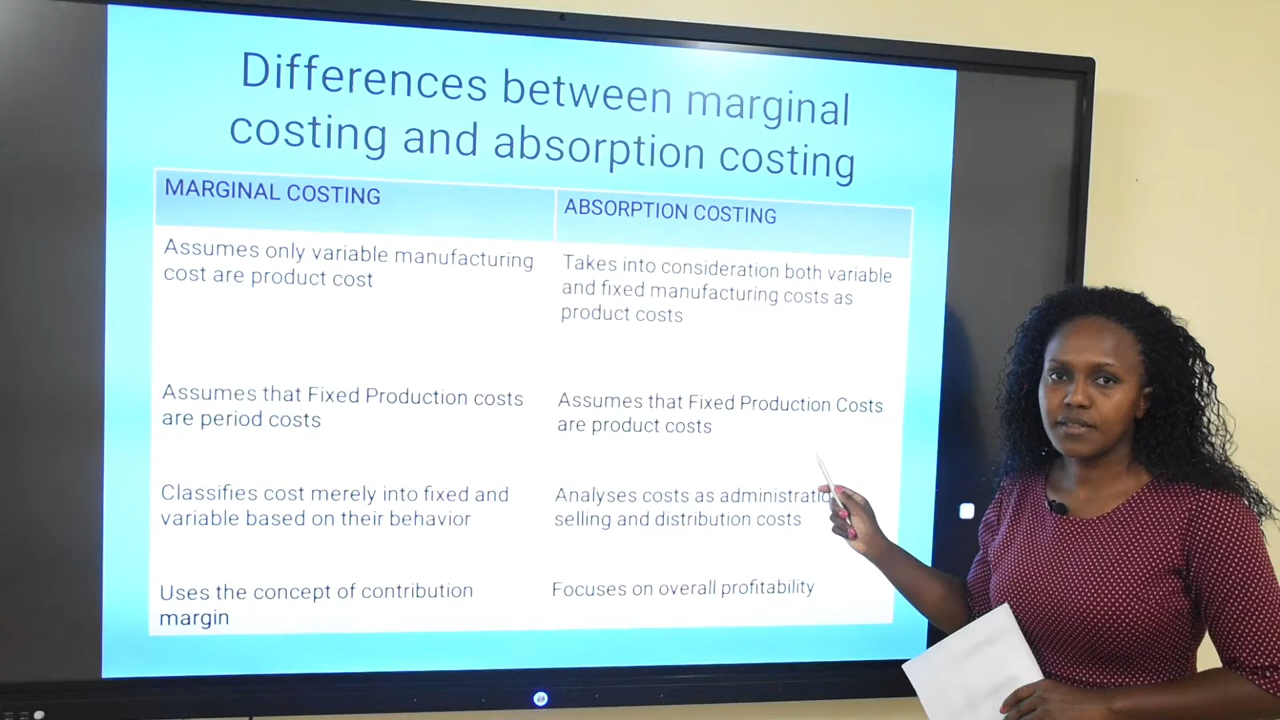 Differences between marginal
costing and absorption costing
MARGINAL COSTING
ABSORPTION COSTING
Assumes only variable manufacturing
cost are product cost
Takes into consideration both variable
and fixed manufacturing costs as
product costs
Assumes that Fixed Production costs
are period costs
Assumes that Fixed Production Costs
are product costs
Classifies cost merely into fixed and
variable based on their behavior
Analyses costs as
selling and distribution costs
Uses the concept of contribution
margin
Focuses on overall profitability